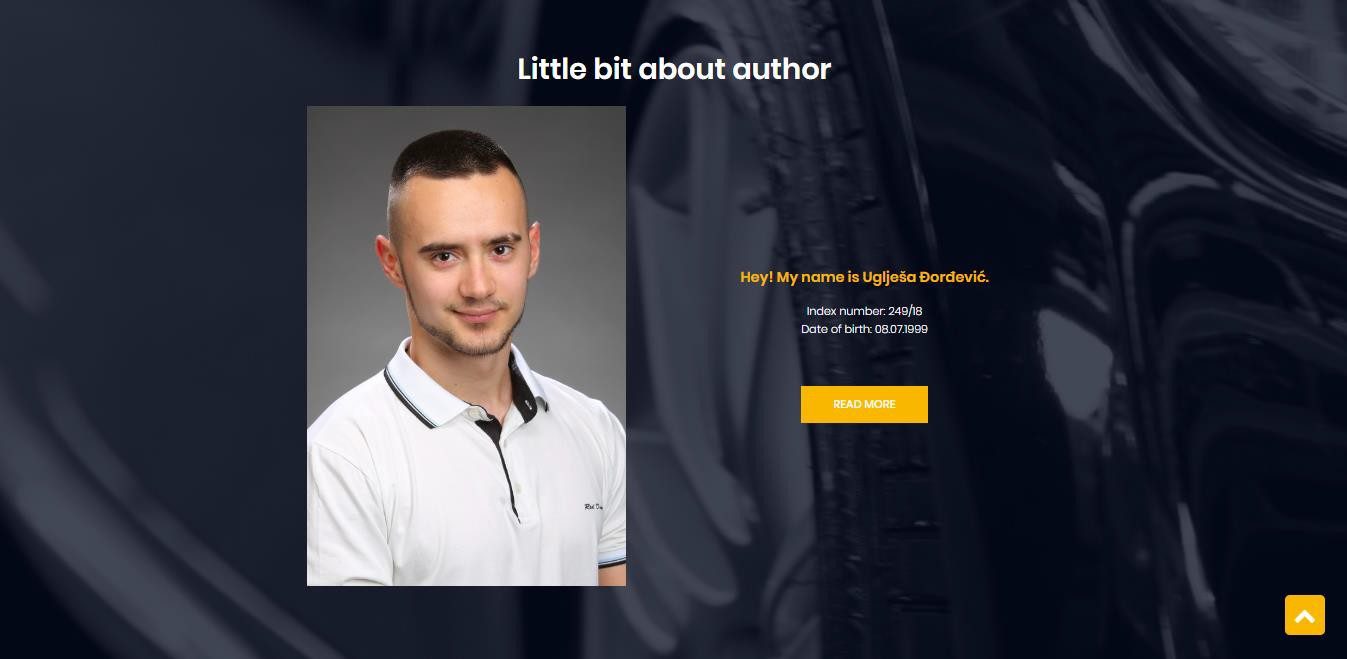 Little bit about author
Hey! My name is Uglješa Đorđević.
Index number: 249/18
Date of birth: 08.07.1999
READ MORE